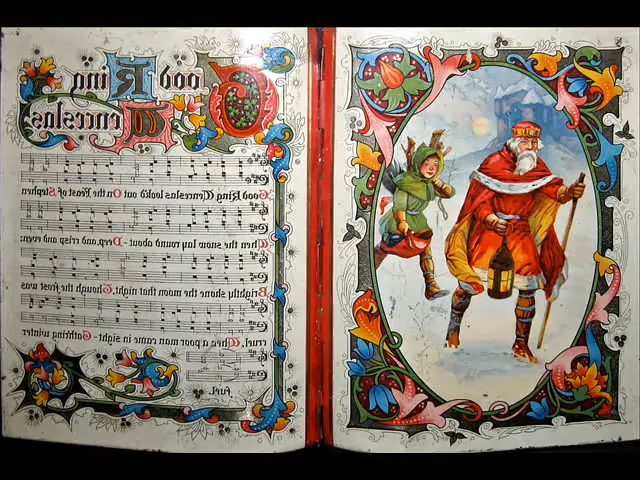 Good King
Wenceslas.
Good King Wenceslas look'd out On the Feast of Stephen
When the snow lay round about - Deep and crisp and even:
Brightly shone the moon that night, Though the frost was
cruel, When a poor man came in sight - Gath'ring winter
fuel.